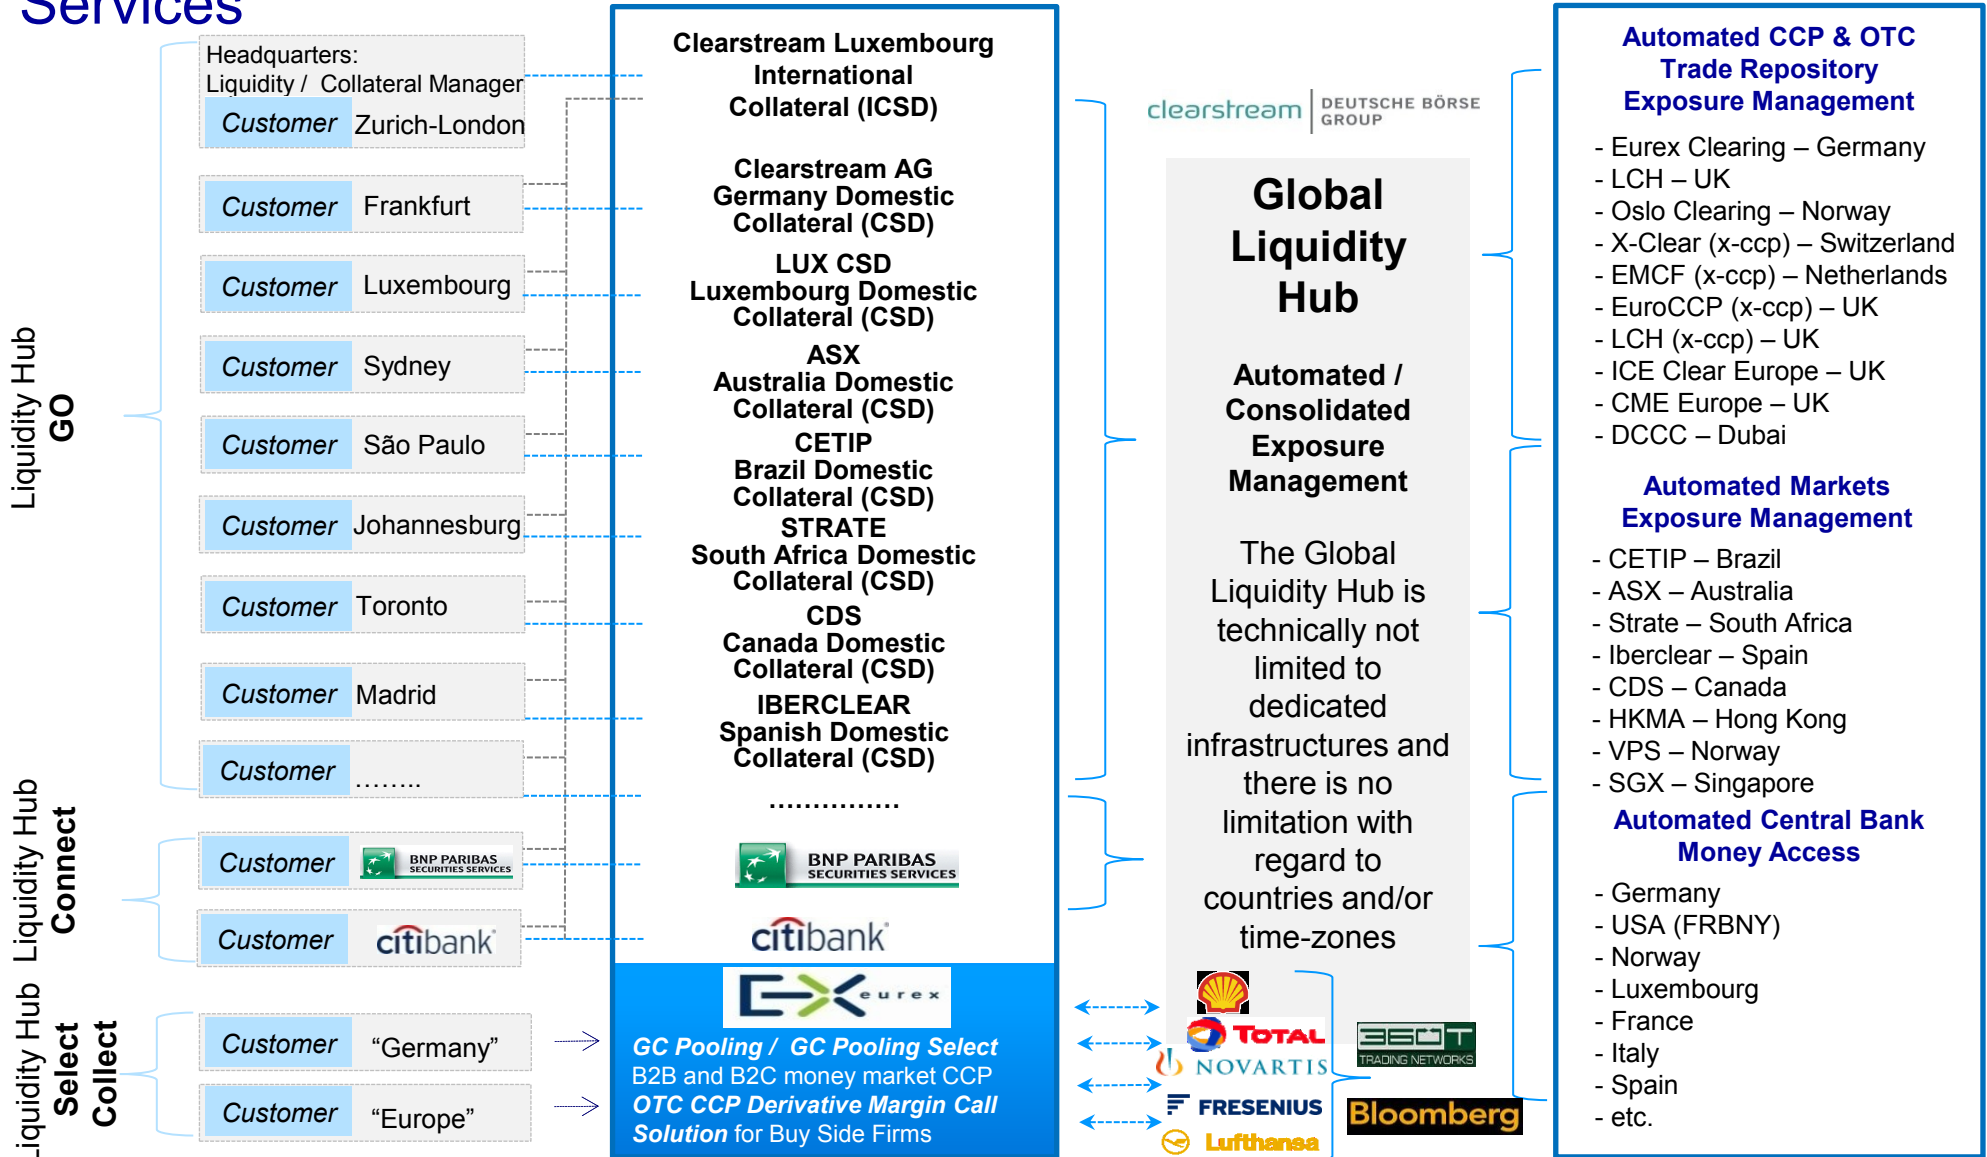 Services
Liquidity Hub
GO
Liquidity Hub
Connect
Liquidity Hub
Select
Collect
Headquarters:
Liquidity / Collateral Manager
Customer Zurich-London
Customer Frankfurt
Customer Luxembourg
Customer Sydney
Customer São Paulo
Customer Johannesburg
Customer Toronto
Customer Madrid
Customer ........
Customer BNP PARIBAS
SECURITIES SERVICES
Customer citibank
Customer “Germany”
Customer “Europe”
Clearstream Luxembourg
International
Collateral (ICSD)
Clearstream AG
Germany Domestic
Collateral (CSD)
LUX CSD
Luxembourg Domestic
Collateral (CSD)
ASX
Australia Domestic
Collateral (CSD)
CETIP
Brazil Domestic
Collateral (CSD)
STRATE
South Africa Domestic
Collateral (CSD)
CDS
Canada Domestic
Collateral (CSD)
IBERCLEAR
Spanish Domestic
Collateral (CSD)
...............
BNP PARIBAS
SECURITIES SERVICES
citibank
EX eurex
GC Pooling / GC Pooling Select
B2B and B2C money market CCP
OTC CCP Derivative Margin Call
Solution for Buy Side Firms
clearstream DEUTSCHE BÖRSE
GROUP
Global
Liquidity
Hub
Automated /
Consolidated
Exposure
Management
The Global
Liquidity Hub is
technically not
limited to
dedicated
infrastructures and
there is no
limitation with
regard to
countries and/or
time-zones
TOTAL
NOVARTIS
FRESENIUS
Lufthansa
360T
TRADING NETWORKS
Bloomberg
Automated CCP & OTC
Trade Repository
Exposure Management
- Eurex Clearing – Germany
- LCH – UK
- Oslo Clearing – Norway
- X-Clear (x-ccp) – Switzerland
- EMCF (x-ccp) – Netherlands
- EuroCCP (x-ccp) – UK
- LCH (x-ccp) – UK
- ICE Clear Europe – UK
- CME Europe – UK
- DCCC – Dubai
Automated Markets
Exposure Management
- CETIP – Brazil
- ASX – Australia
- Strate – South Africa
- Iberclear – Spain
- CDS – Canada
- HKMA – Hong Kong
- VPS – Norway
- SGX – Singapore
Automated Central Bank
Money Access
- Germany
- USA (FRBNY)
- Norway
- Luxembourg
- France
- Italy
- Spain
- etc.